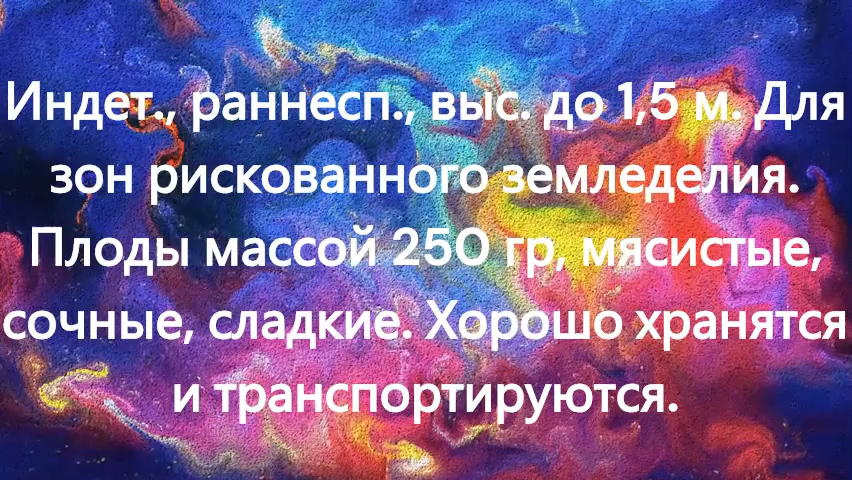 Индет., раннесп., выс. до 1,5 м. Для
зон рискованного земледелия.
Плоды массой 250 гр, мясистые,
сочные, сладкие. Хорошо хранятся
и транспортируются.